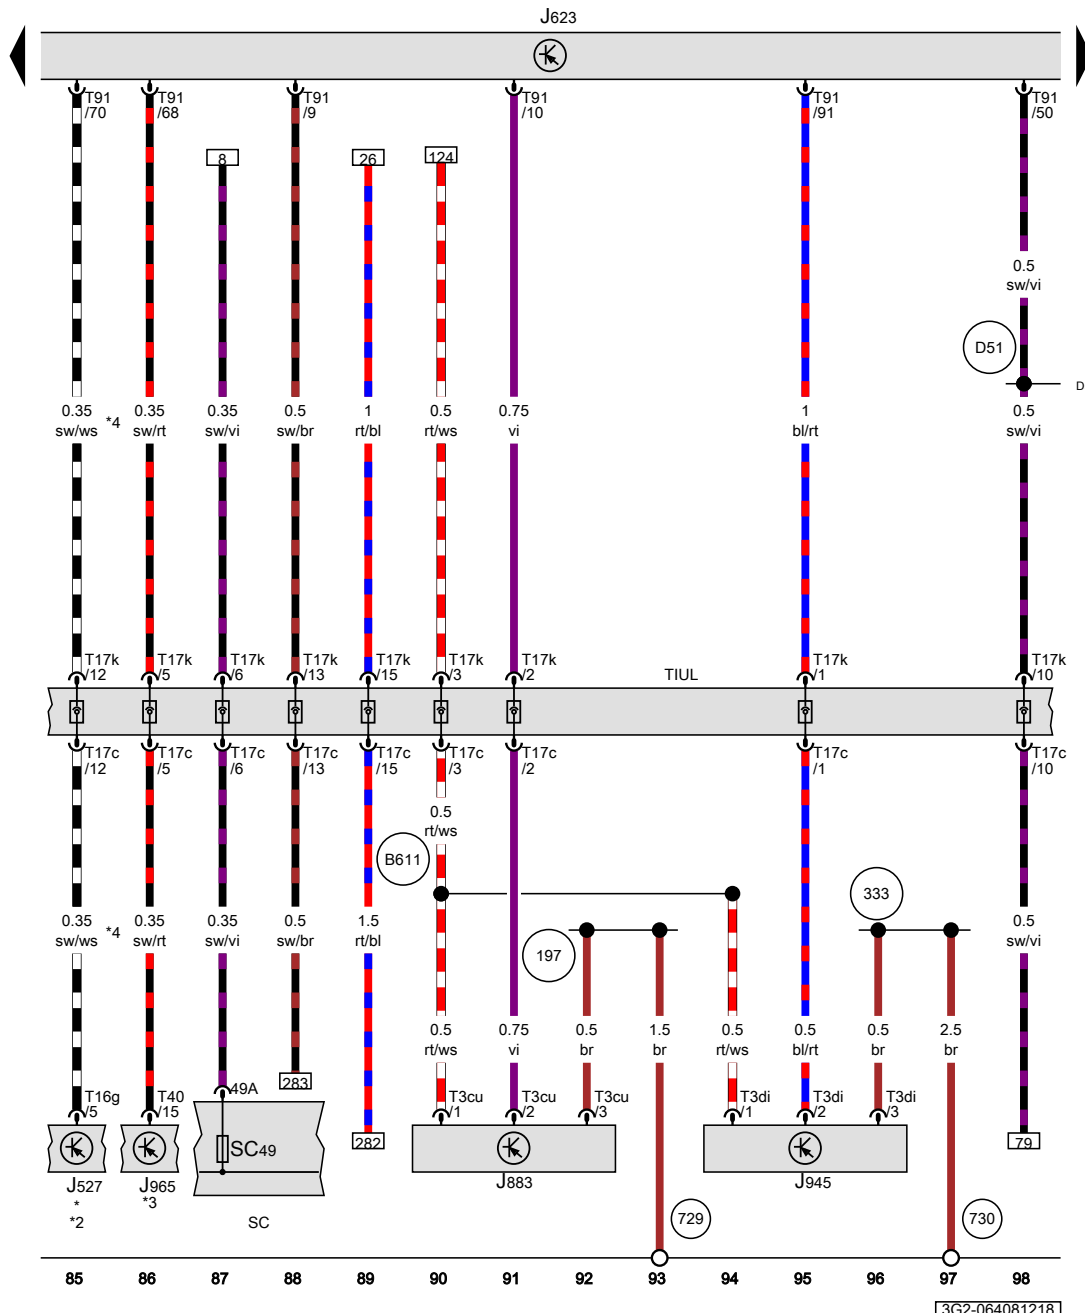 J623
T91 T91 T91 T91 T91 T91
/70 /68 /9 /10 /91 /50
8 26 124
0.5
sw/vi
D51
D
0.35 0.35 0.35 0.5 1 0.5 0.75 1 0.5
sw/ws *4 sw/rt sw/vi sw/br rt/bl rt/ws vi bl/rt sw/vi
T17k T17k T17k T17k T17k T17k T17k TIUL T17k T17k
/12 /5 /6 /13 /15 /3 /2 /1 /10
T17c T17c T17c T17c T17c T17c T17c T17c T17c
/12 /5 /6 /13 /15 /3 /2 /1 /10
0.5
rt/ws
B611
333
0.35 0.35 0.35 0.5 1.5 0.5
sw/ws *4 sw/rt sw/vi sw/br rt/bl sw/vi
197
0.5 0.75 0.5 1.5 0.5 0.5 0.5 2.5
rt/ws vi br br rt/ws bl/rt br br
283
T16g T40 49A T3cu T3cu T3cu T3di T3di T3di
/5 /15 /1 /2 /3 /1 /2 /3
SC49 282 79
J527 J965 J883 J945
* *3
*2 SC 729 730
85 86 87 88 89 90 91 92 93 94 95 96 97 98
3G2-064081218